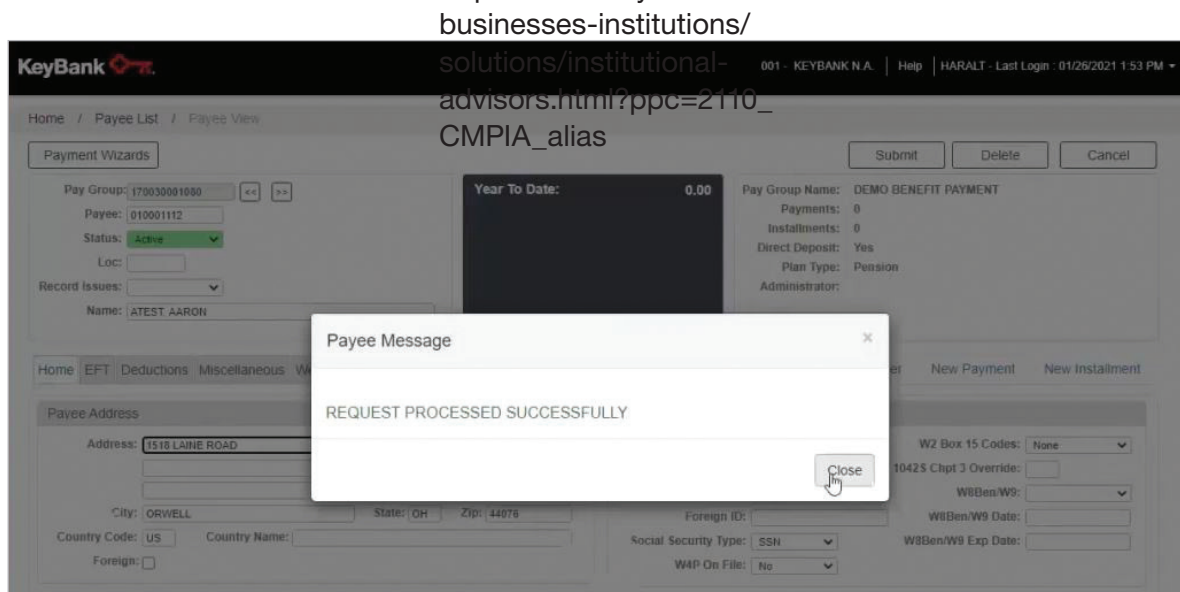 businesses-institutions/
solutions/institutional-
advisors.html?ppc=2110_
CMPIA_alias
KeyBank
001 - KEYBANK N.A. | Help | HARALT - Last Login : 01/26/2021 1:53 PM
Home / Payee List / Payee View
Payment Wizards
Submit Delete Cancel
Pay Group: 170030001080 << >>
Payee: 010001112
Status: Active
Loc:
Record Issues:
Name: ATEST AARON
Year To Date: 0.00
Pay Group Name: DEMO BENEFIT PAYMENT
Payments: 0
Installments: 0
Direct Deposit: Yes
Plan Type: Pension
Administrator:
Payee Message ×
REQUEST PROCESSED SUCCESSFULLY
Close
Home EFT Deductions Miscellaneous
New Payment New Installment
Payee Address
Address: 1518 LAINE ROAD
City: ORWELL State: OH Zip: 44076
Country Code: US Country Name:
Foreign:
W2 Box 15 Codes: None
1042S Chpt 3 Override:
W8Ben/W9:
Foreign ID: W8Ben/W9 Date:
Social Security Type: SSN W8Ben/W9 Exp Date:
W4P On File: No